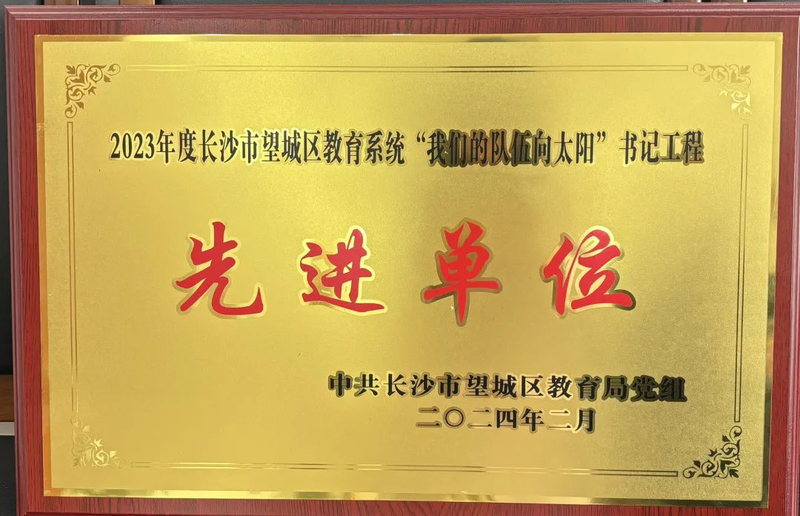 2023年度长沙市望城区教育系统“我们的队伍向太阳”书记工程
先进单位
中共长沙市望城区教育局党组
二〇二四年二月